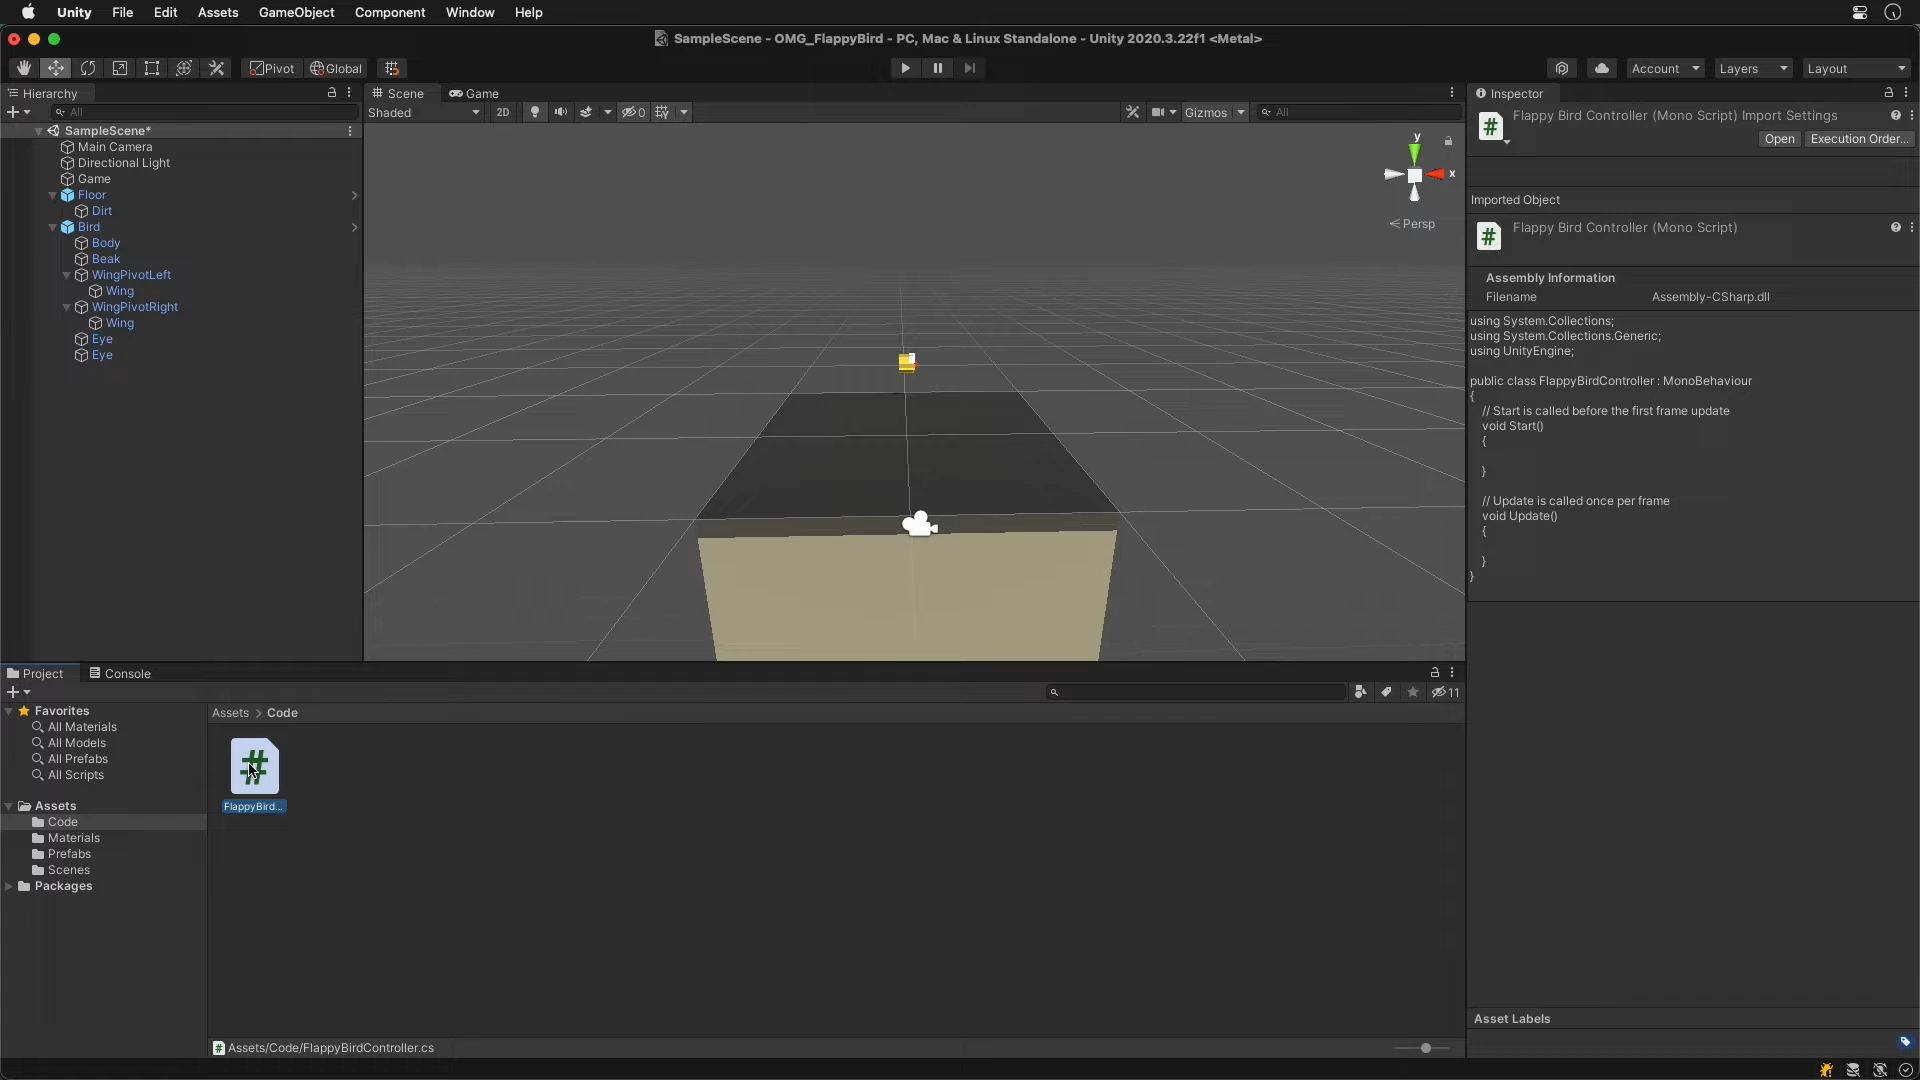 Unity File Edit Assets GameObject Component Window Help
SampleScene - OMG_FlappyBird - PC, Mac & Linux Standalone - Unity 2020.3.22f1 <Metal>
Pivot Global
Account Layers Layout
Hierarchy
All
SampleScene*
Main Camera
Directional Light
Game
Floor
Dirt
Bird
Body
Beak
WingPivotLeft
Wing
WingPivotRight
Wing
Eye
Eye
Scene Game
Shaded 2D 0 Gizmos All
y
x
Persp
Inspector
Flappy Bird Controller (Mono Script) Import Settings
Open Execution Order...
Imported Object
Flappy Bird Controller (Mono Script)
Assembly Information
Filename Assembly-CSharp.dll
using System.Collections;
using System.Collections.Generic;
using UnityEngine;
public class FlappyBirdController : MonoBehaviour
{
// Start is called before the first frame update
void Start()
{
}
// Update is called once per frame
void Update()
{
}
}
Asset Labels
Project Console
11
Favorites
All Materials
All Models
All Prefabs
All Scripts
Assets
Code
Materials
Prefabs
Scenes
Packages
Assets > Code
FlappyBird...
Assets/Code/FlappyBirdController.cs